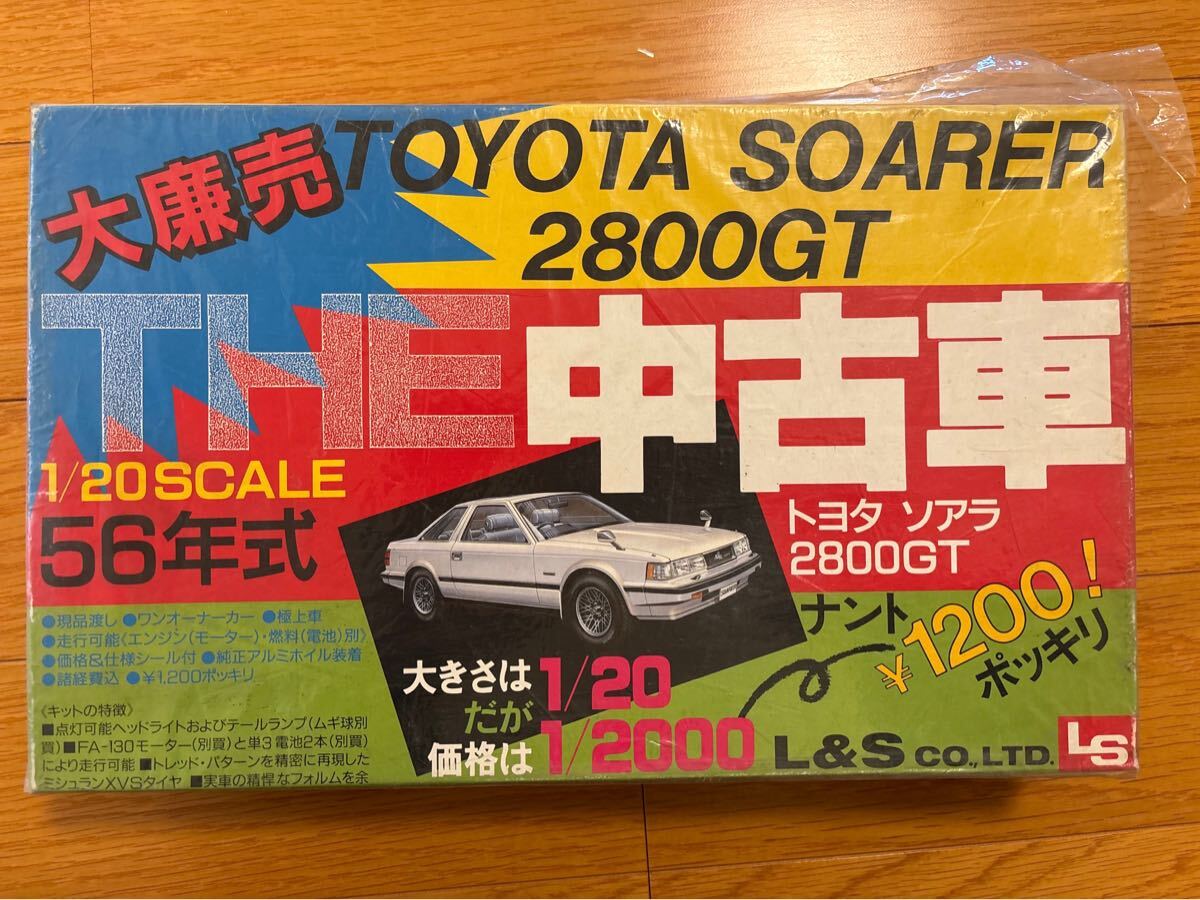 大廉売
TOYOTA SOARER
2800GT
THE中古車
1/20SCALE
56年式
トヨタ ソアラ
2800GT
●現品渡し ●ワンオーナーカー ●極上車
●走行可能〈エンジン(モーター)・燃料(電池)別〉
●価格&仕様シール付 ●純正アルミホイル装着
●諸経費込 ●¥1,200ポッキリ
ナント
¥1200!
ポッキリ
大きさは1/20
だが
価格は1/2000
《キットの特徴》
■点灯可能ヘッドライトおよびテールランプ(ムギ球別
買)■FA-130モーター(別買)と単3電池2本(別買)
により走行可能 ■トレッド・パターンを精密に再現した
ミシュランXVSタイヤ ■実車の精悍なフォルムを余
L&S CO.,LTD.
LS